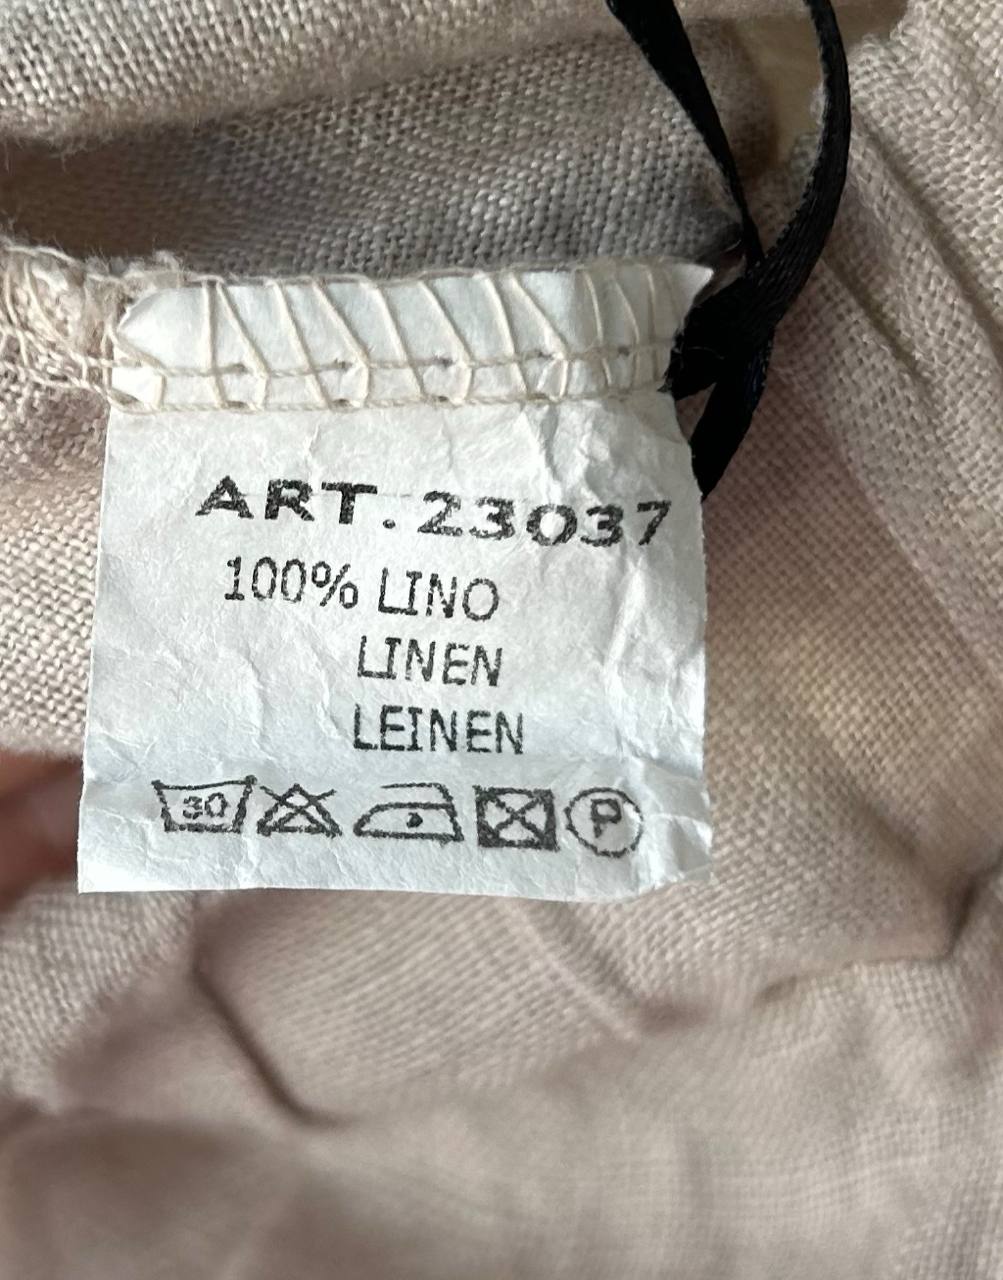 ART. 23037
100% LINO
LINEN
LEINEN
30 P